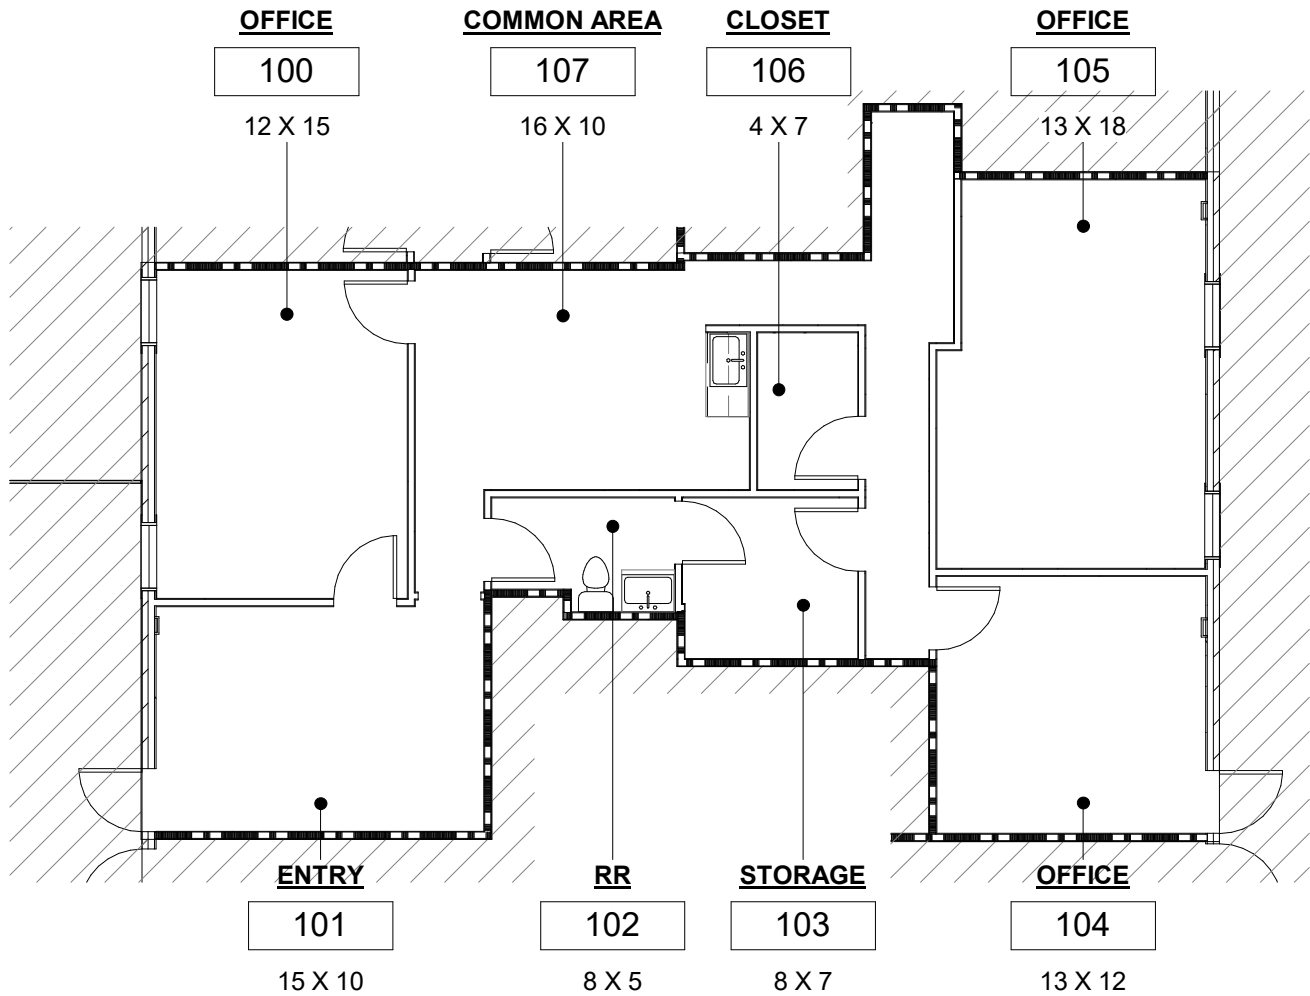 OFFICE
100
12 X 15
COMMON AREA
107
16 X 10
CLOSET
106
4 X 7
OFFICE
105
13 X 18
ENTRY
101
15 X 10
RR
102
8 X 5
STORAGE
103
8 X 7
OFFICE
104
13 X 12